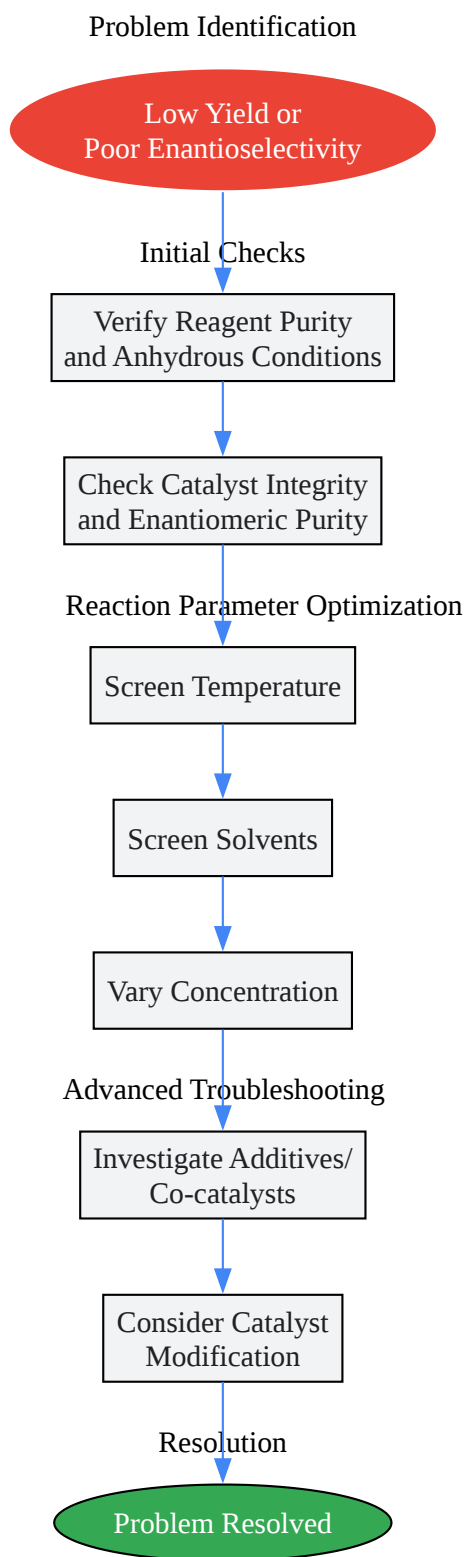 Problem Identification
Low Yield or
Poor Enantioselectivity
Initial Checks
Verify Reagent Purity
and Anhydrous Conditions
Check Catalyst Integrity
and Enantiomeric Purity
Reaction Parameter Optimization
Screen Temperature
Screen Solvents
Vary Concentration
Advanced Troubleshooting
Investigate Additives/
Co-catalysts
Consider Catalyst
Modification
Resolution
Problem Resolved